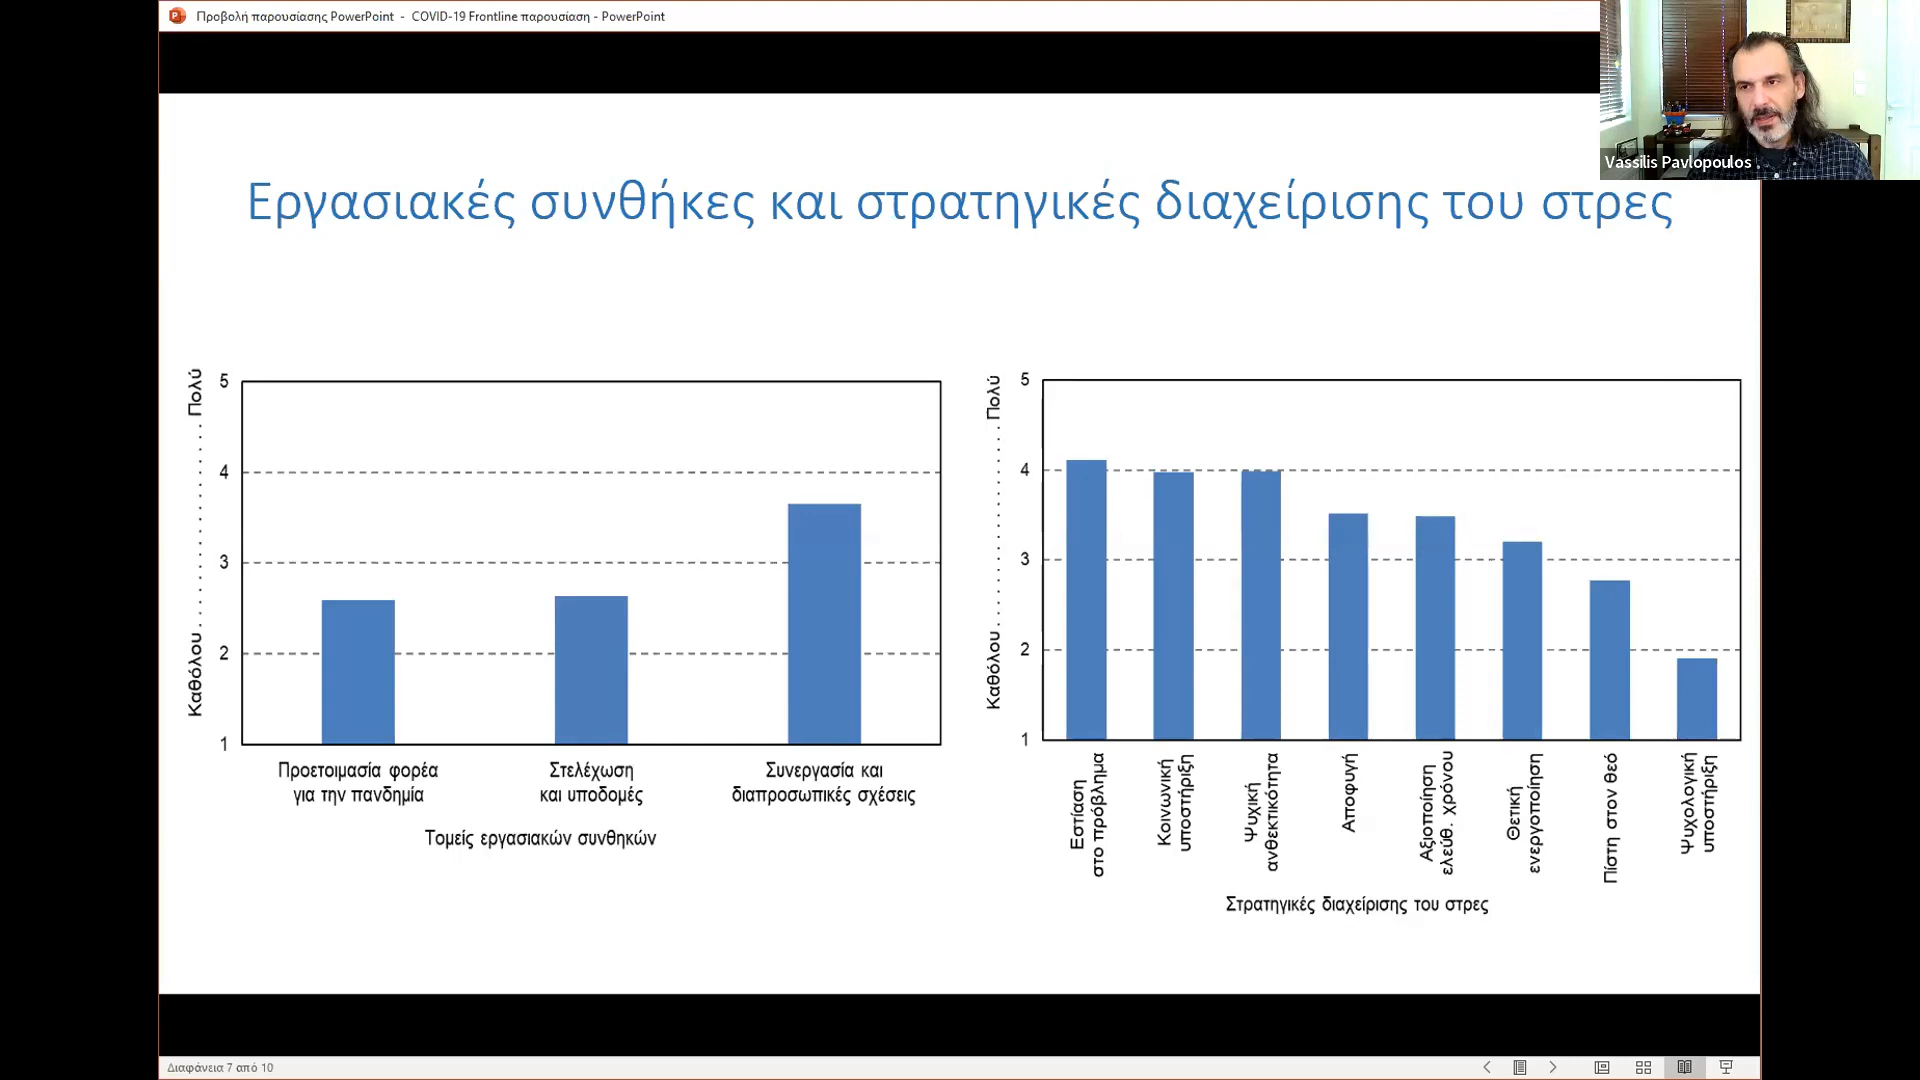 Προβολή παρουσίασης PowerPoint - COVID-19 Frontline παρουσίαση - PowerPoint
Vassilis Pavlopoulos
Εργασιακές συνθήκες και στρατηγικές διαχείρισης του στρες
Καθόλου . . . . . . . . . . . . . . . Πολύ
5
4
3
2
1
Προετοιμασία φορέα
για την πανδημία
Στελέχωση
και υποδομές
Συνεργασία και
διαπροσωπικές σχέσεις
Τομείς εργασιακών συνθηκών
Καθόλου . . . . . . . . . . . . . . . Πολύ
5
4
3
2
1
Εστίαση
στο πρόβλημα
Κοινωνική
υποστήριξη
Ψυχική
ανθεκτικότητα
Αποφυγή
Αξιοποίηση
ελεύθ. χρόνου
Θετική
ενεργοποίηση
Πίστη στον θεό
Ψυχολογική
υποστήριξη
Στρατηγικές διαχείρισης του στρες
Διαφάνεια 7 από 10